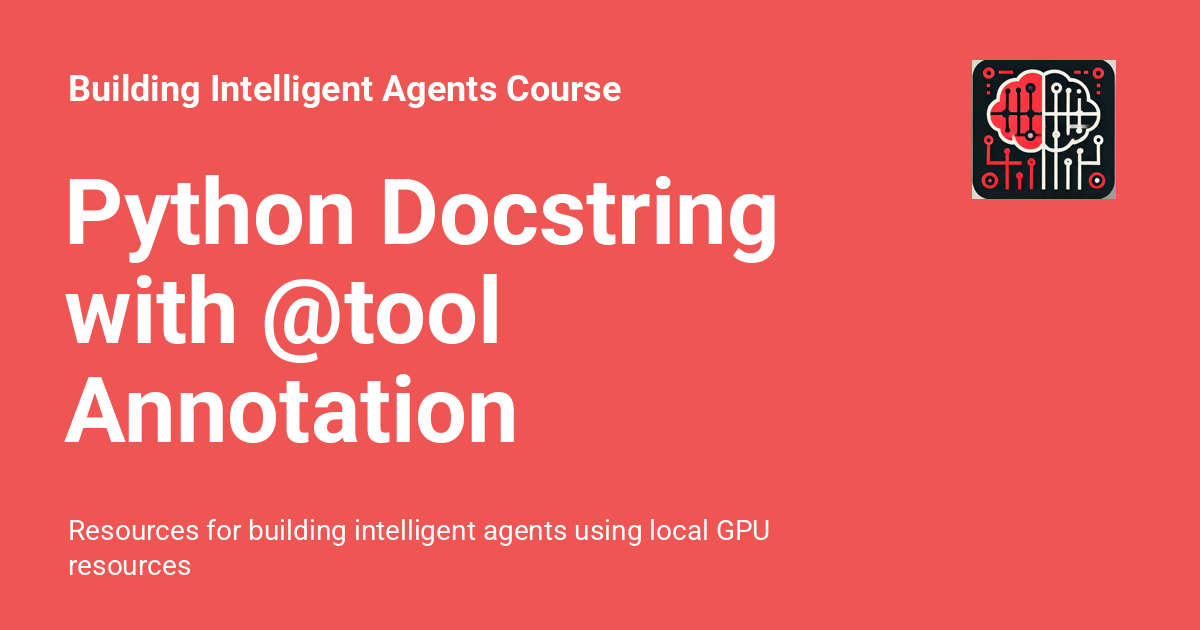 Building Intelligent Agents Course
Python Docstring
with @tool
Annotation
Resources for building intelligent agents using local GPU
resources